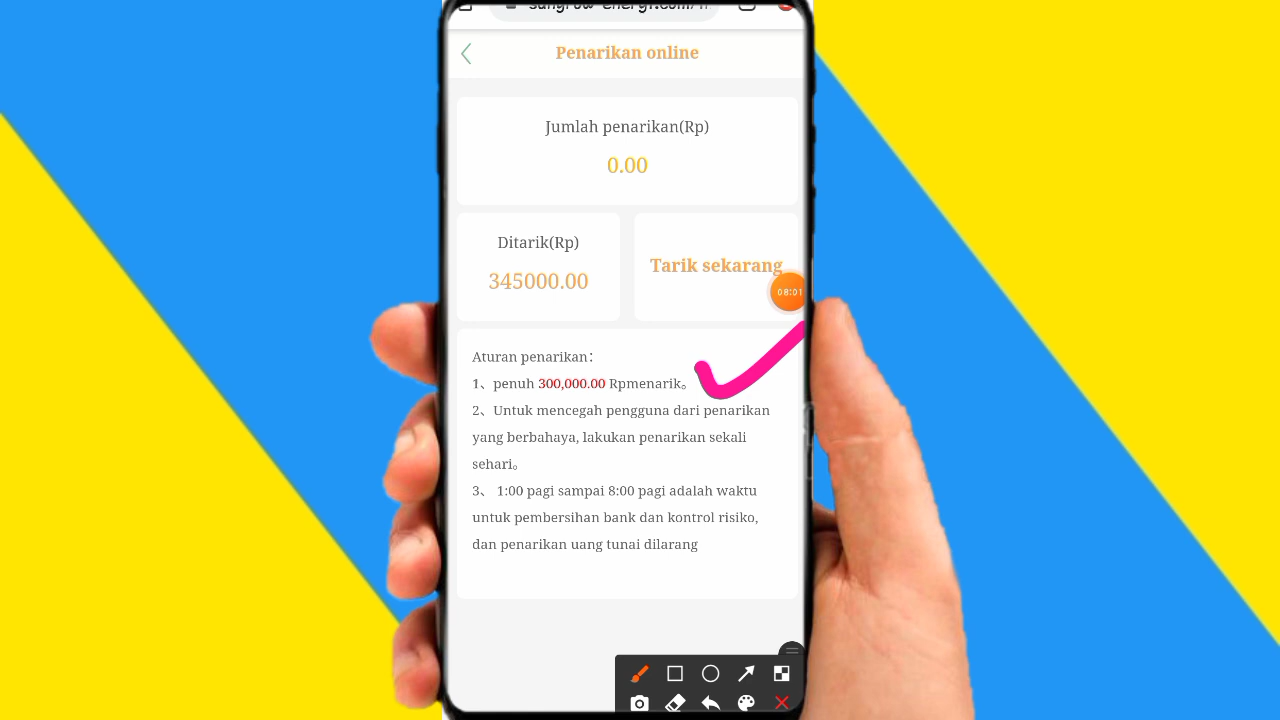 Penarikan online
Jumlah penarikan(Rp)
0.00
Ditarik(Rp)
345000.00
Tarik sekarang
08:01
Aturan penarikan：
1、penuh 300,000.00 Rpmenarik。
2、Untuk mencegah pengguna dari penarikan
yang berbahaya, lakukan penarikan sekali
sehari。
3、 1:00 pagi sampai 8:00 pagi adalah waktu
untuk pembersihan bank dan kontrol risiko,
dan penarikan uang tunai dilarang